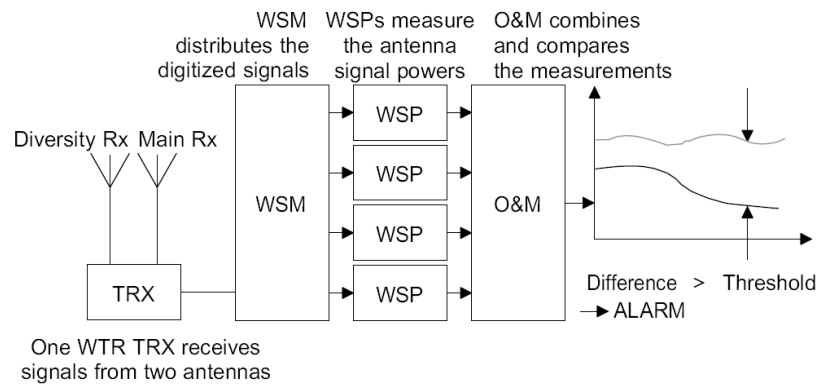 WSM
distributes the
digitized signals
WSPs measure
the antenna
signal powers
O&M combines
and compares
the measurements
Diversity Rx Main Rx
TRX
WSM
WSP
WSP
WSP
WSP
O&M
Difference > Threshold
ALARM
One WTR TRX receives
signals from two antennas